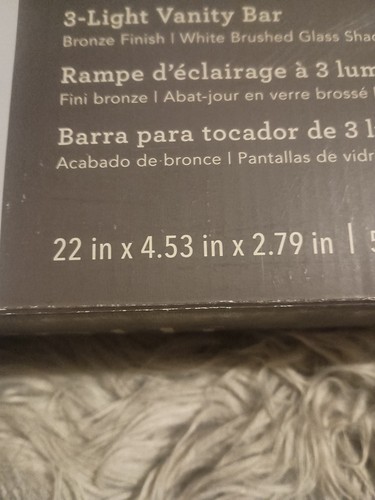 3-Light Vanity Bar
Bronze Finish | White Brushed Glass
Rampe d'éclairage à 3
Fini bronze | Abat-jour en verre brossé
Barra para tocador de 3
Acabado de bronce | Pantallas de
22 in x 4.53 in x 2.79 in |